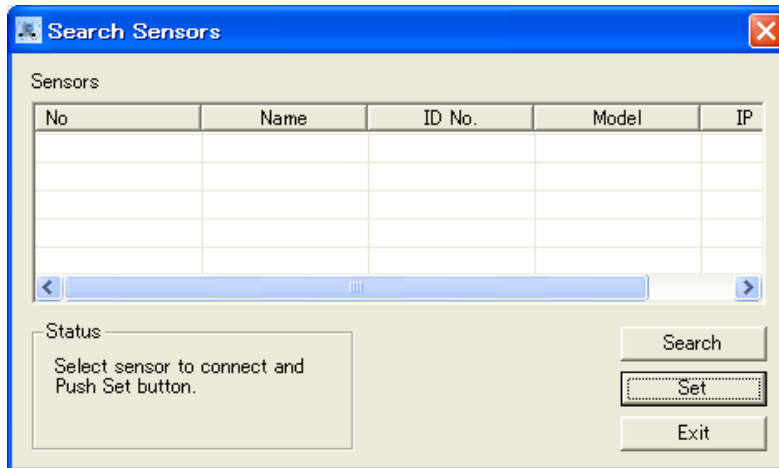 Search Sensors
Sensors
No Name ID No. Model IP
Status
Select sensor to connect and
Push Set button.
Search
Set
Exit